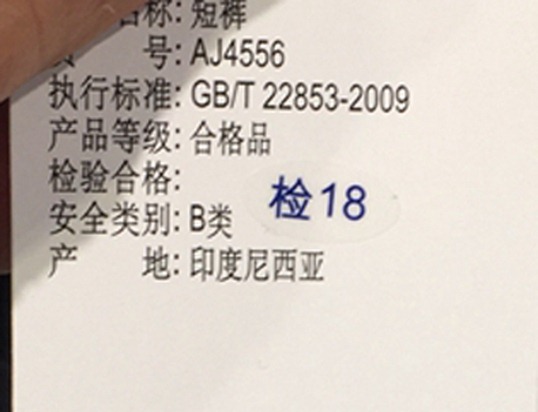 称: 短裤
号: AJ4556
执行标准: GB/T 22853-2009
产品等级: 合格品
检验合格:
检18
安全类别: B类
产 地: 印度尼西亚